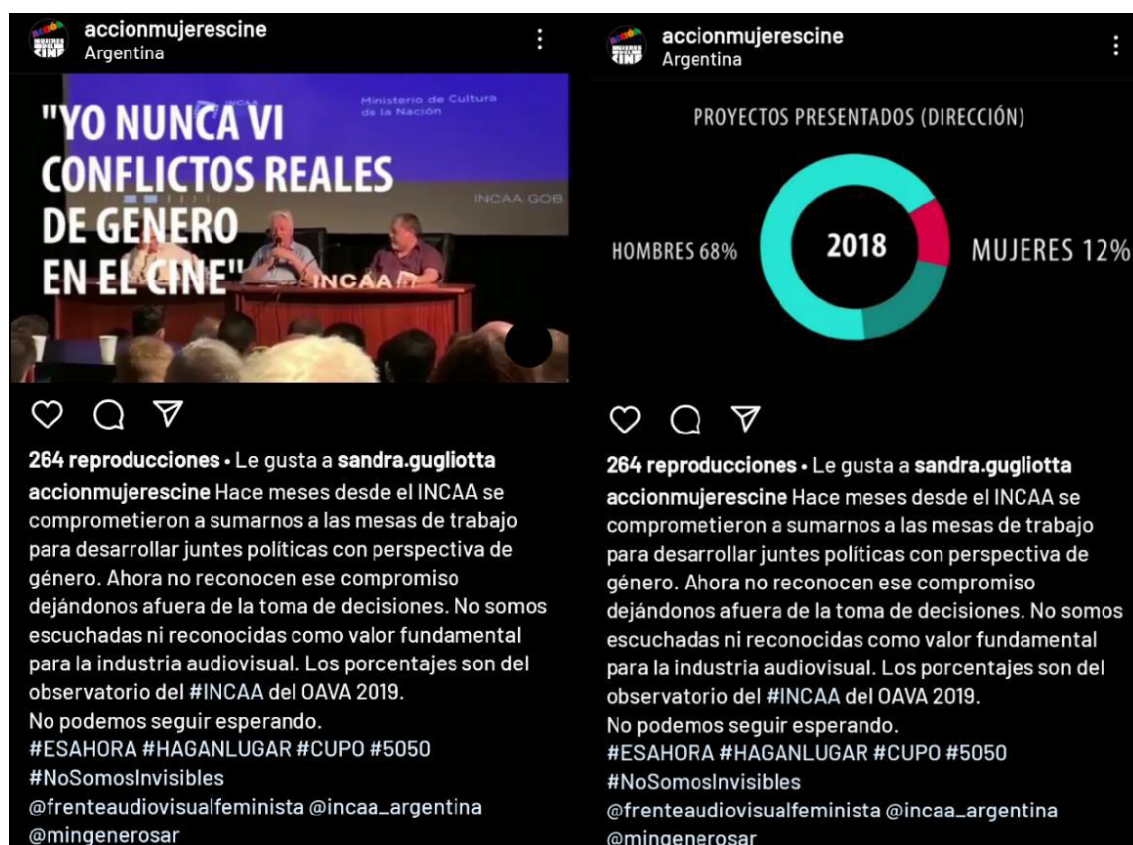 accionmujerescine
Argentina
INCAA
Ministerio de Cultura
de la Nación
"YO NUNCA VI
CONFLICTOS REALES
DE GÉNERO
EN EL CINE"
INCAA.GOB.
INCAA
264 reproducciones • Le gusta a sandra.gugliotta
accionmujerescine Hace meses desde el INCAA se
comprometieron a sumarnos a las mesas de trabajo
para desarrollar juntes políticas con perspectiva de
género. Ahora no reconocen ese compromiso
dejándonos afuera de la toma de decisiones. No somos
escuchadas ni reconocidas como valor fundamental
para la industria audiovisual. Los porcentajes son del
observatorio del #INCAA del OAVA 2019.
No podemos seguir esperando.
#ESAHORA #HAGANLUGAR #CUPO #5050
#NoSomosInvisibles
@frenteaudiovisualfeminista @incaa_argentina
@mingenerosar
accionmujerescine
Argentina
PROYECTOS PRESENTADOS (DIRECCIÓN)
HOMBRES 68%
2018
MUJERES 12%
264 reproducciones • Le gusta a sandra.gugliotta
accionmujerescine Hace meses desde el INCAA se
comprometieron a sumarnos a las mesas de trabajo
para desarrollar juntes políticas con perspectiva de
género. Ahora no reconocen ese compromiso
dejándonos afuera de la toma de decisiones. No somos
escuchadas ni reconocidas como valor fundamental
para la industria audiovisual. Los porcentajes son del
observatorio del #INCAA del OAVA 2019.
No podemos seguir esperando.
#ESAHORA #HAGANLUGAR #CUPO #5050
#NoSomosInvisibles
@frenteaudiovisualfeminista @incaa_argentina
@mingenerosar